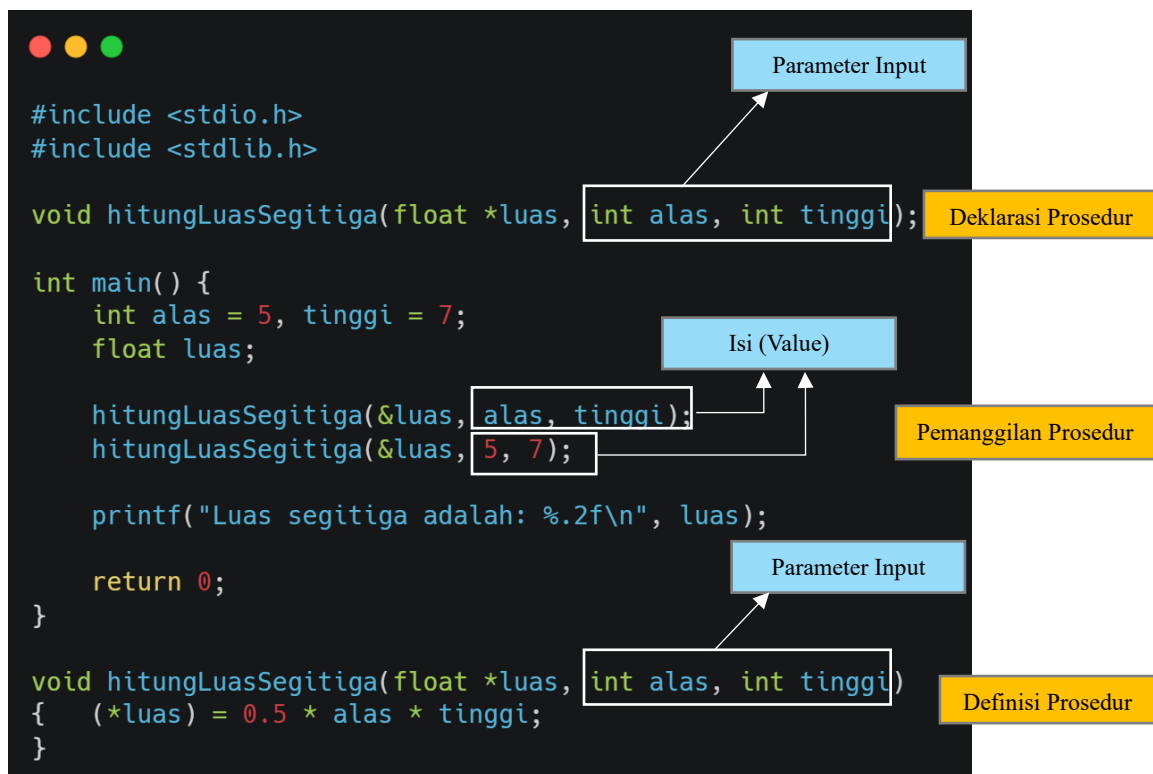 Parameter Input
#include <stdio.h>
#include <stdlib.h>
void hitungLuasSegitiga(float *luas, int alas, int tinggi);
Deklarasi Prosedur
int main() {
    int alas = 5, tinggi = 7;
    float luas;
Isi (Value)
    hitungLuasSegitiga(&luas, alas, tinggi);
    hitungLuasSegitiga(&luas, 5, 7);
Pemanggilan Prosedur
    printf("Luas segitiga adalah: %.2f\n", luas);
Parameter Input
    return 0;
}
void hitungLuasSegitiga(float *luas, int alas, int tinggi)
{   (*luas) = 0.5 * alas * tinggi;
Definisi Prosedur
}